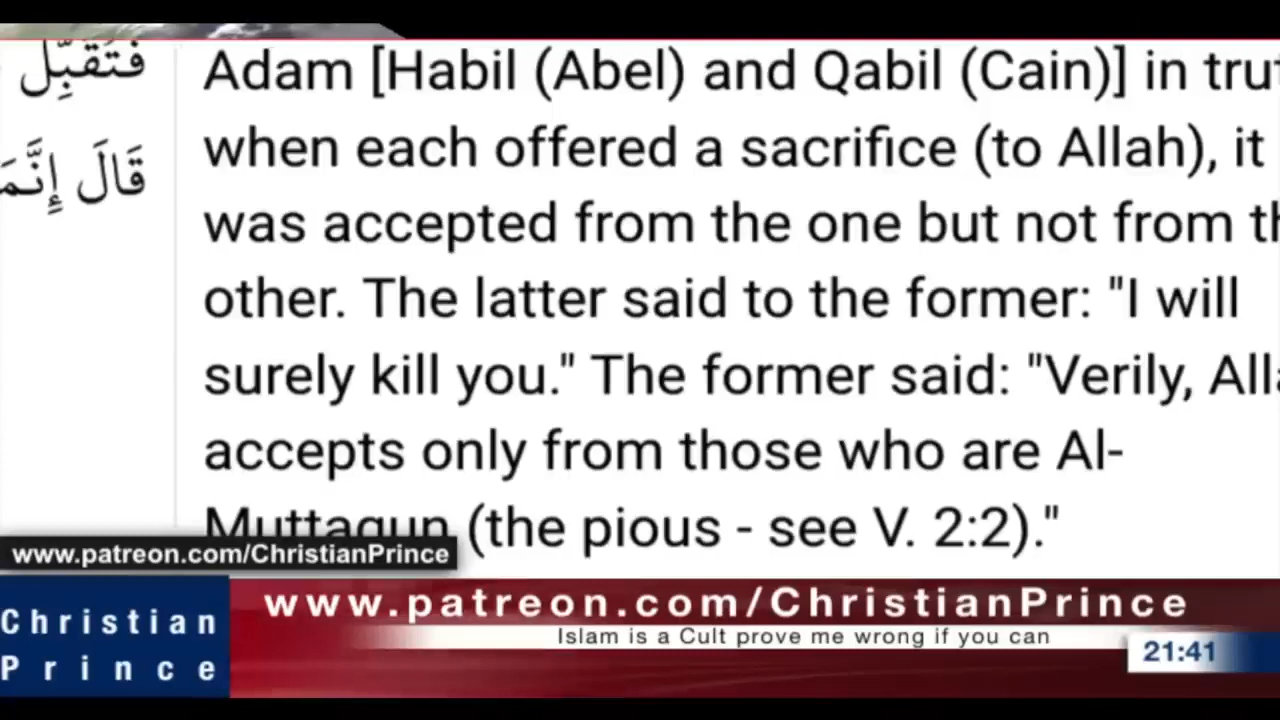 فَتُقُبِّلَ
قَالَ إِنَّمَ
Adam [Habil (Abel) and Qabil (Cain)] in trut
when each offered a sacrifice (to Allah), it
was accepted from the one but not from th
other. The latter said to the former: "I will
surely kill you." The former said: "Verily, Alla
accepts only from those who are Al-
Muttaqun (the pious - see V. 2:2)."
www.patreon.com/ChristianPrince
www.patreon.com/ChristianPrince
Islam is a Cult prove me wrong if you can
Christian
Prince
21:41